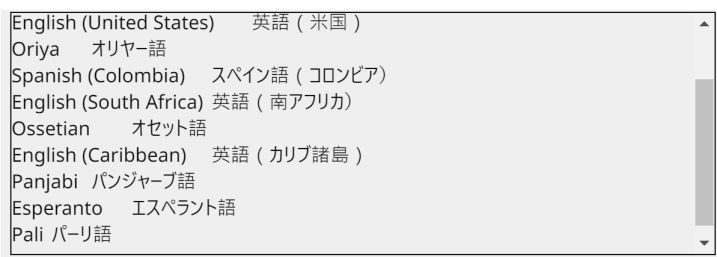 English (United States) 英語 ( 米国 )
Oriya オリヤー語
Spanish (Colombia) スペイン語 ( コロンビア)
English (South Africa) 英語 ( 南アフリカ)
Ossetian オセット語
English (Caribbean) 英語 ( カリブ諸島 )
Panjabi パンジャーブ語
Esperanto エスペラント語
Pali パーリ語